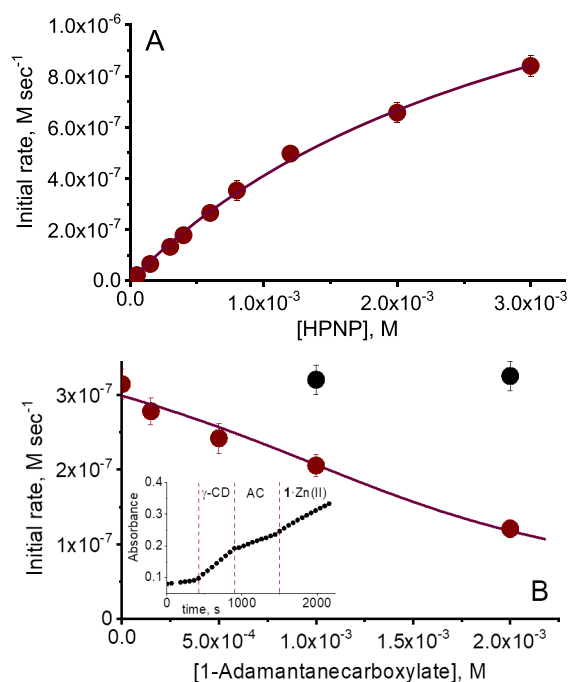 A
1.0x10⁻⁶
8.0x10⁻⁷
6.0x10⁻⁷
4.0x10⁻⁷
2.0x10⁻⁷
0.0
Initial rate, M sec⁻¹
0.0 1.0x10⁻³ 2.0x10⁻³ 3.0x10⁻³
[HPNP], M
3x10⁻⁷
2x10⁻⁷
1x10⁻⁷
Initial rate, M sec⁻¹
γ-CD AC 1-Zn(II)
0.4
0.3
0.2
0.1
Absorbance
0 1000 2000
time, s
B
0.0 5.0x10⁻⁴ 1.0x10⁻³ 1.5x10⁻³ 2.0x10⁻³
[1-Adamantanecarboxylate], M